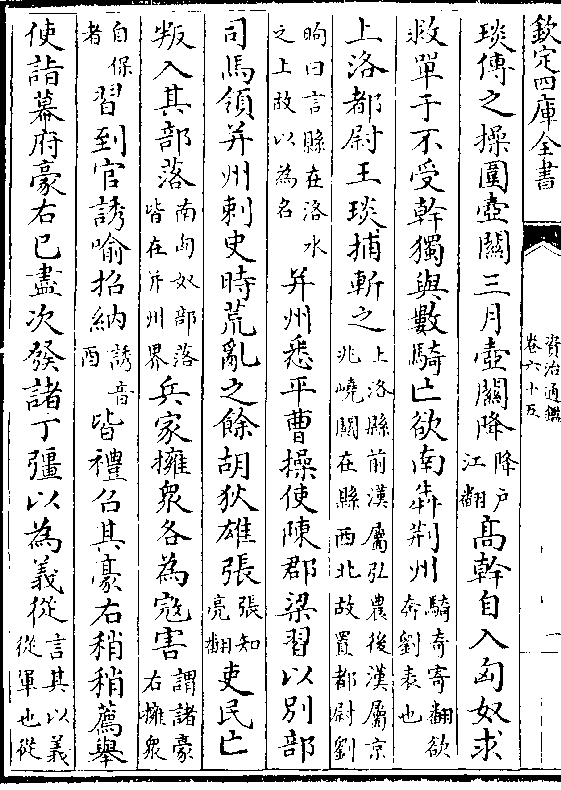 欽定四庫全書
資治通鑑
卷六十五
一
琰傳之操圍壺關三月壺關降降户江翻髙幹自入匈奴求
救單于不受幹獨與數騎亡欲南犇荆州騎奇寄翻欲奔劉表也
上洛都尉王琰捕斬之上洛縣前漢屬弘農後漢屬京兆嶢關在縣西北故置都尉劉
昫曰言縣在洛水之上故以為名并州悉平曹操使陳郡梁習以别部
司馬領并州刺史時荒亂之餘胡狄雄張張知亮翻吏民亡
叛入其部落南匈奴部落皆在并州界兵家擁衆各為寇害謂諸豪右擁衆
自保者習到官誘喻招納誘音酉皆禮召其豪右稍稍薦舉
使詣幕府豪右已盡次發諸丁彊以為義從言其以義從軍也從